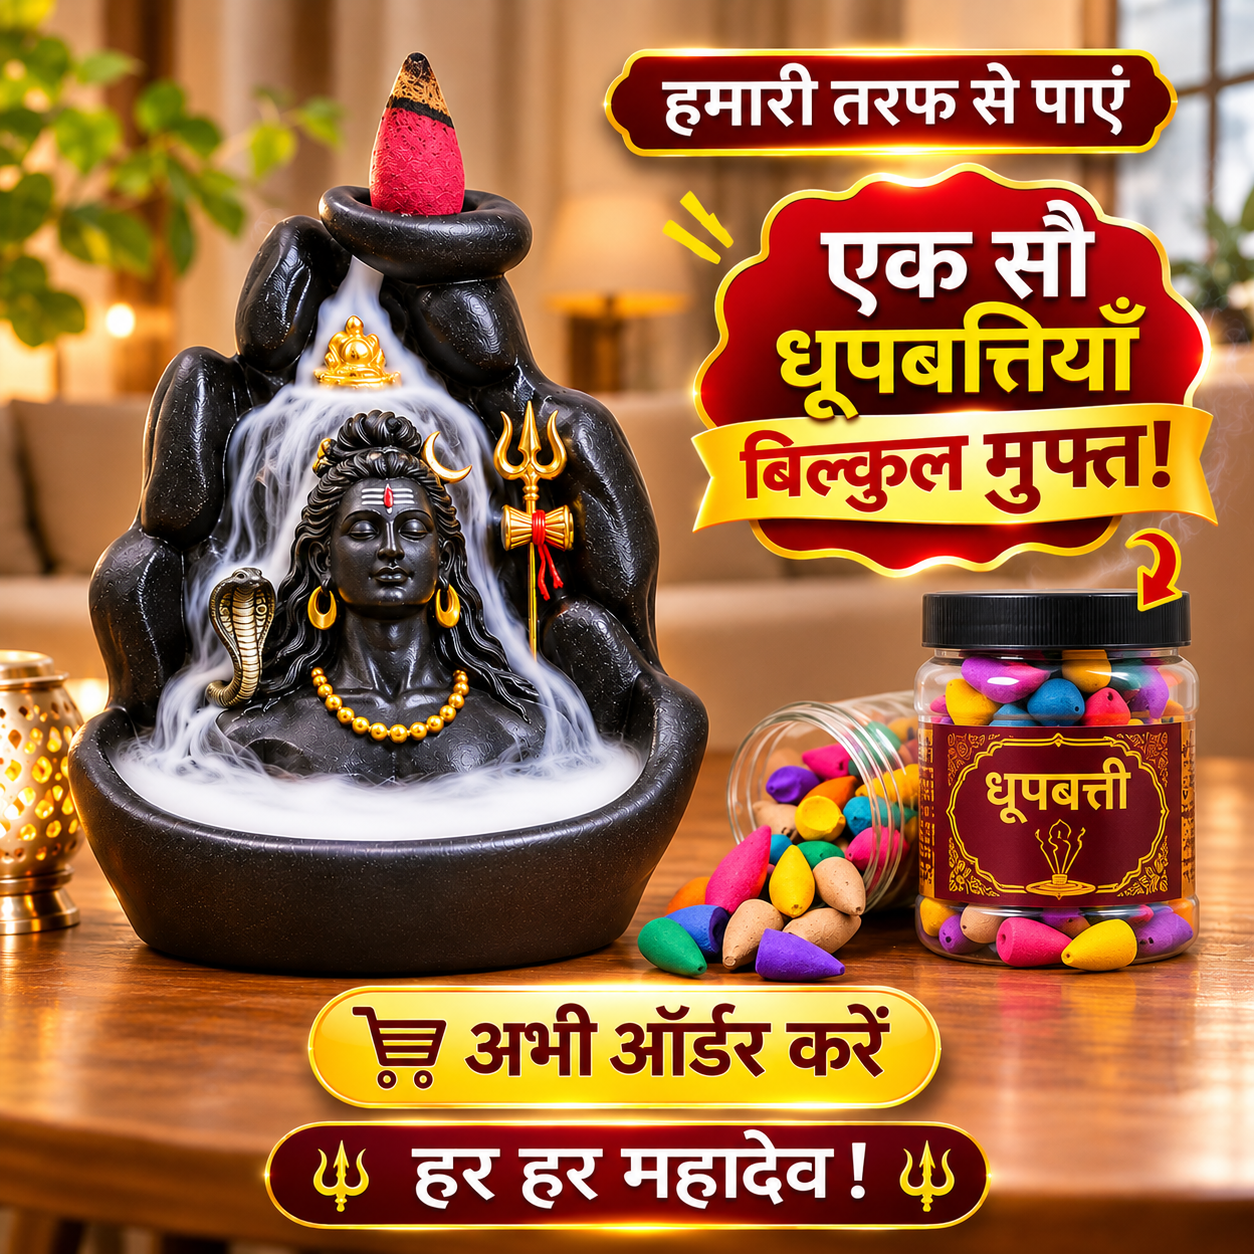 हमारी तरफ से पाएं
एक सौ
धूपबत्तियाँ
बिल्कुल मुफ्त!
धूपबत्ती
अभी ऑर्डर करें
हर हर महादेव!